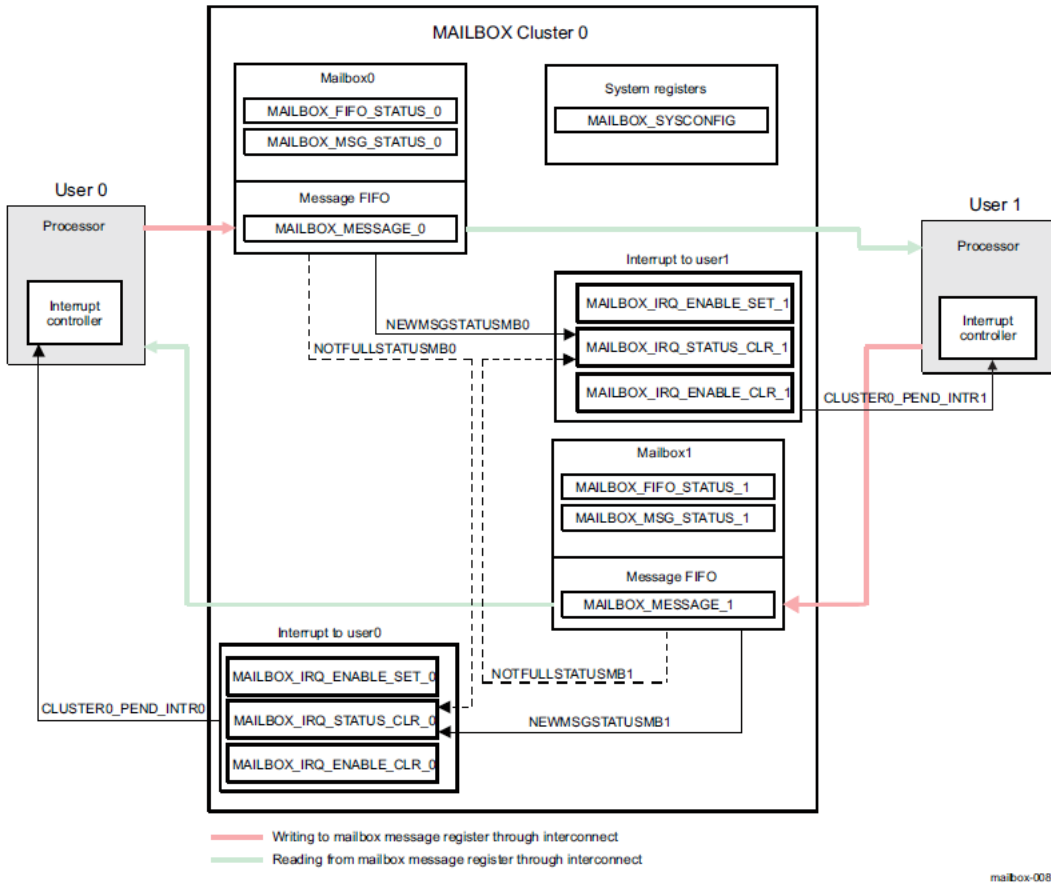 MAILBOX Cluster 0
Mailbox0
MAILBOX_FIFO_STATUS_0
MAILBOX_MSG_STATUS_0
Message FIFO
MAILBOX_MESSAGE_0
System registers
MAILBOX_SYSCONFIG
User 0
Processor
Interrupt
controller
User 1
Processor
Interrupt
controller
Interrupt to user1
MAILBOX_IRQ_ENABLE_SET_1
MAILBOX_IRQ_STATUS_CLR_1
MAILBOX_IRQ_ENABLE_CLR_1
NEWMSGSTATUSMB0
NOTFULLSTATUSMB0
CLUSTER0_PEND_INTR1
Mailbox1
MAILBOX_FIFO_STATUS_1
MAILBOX_MSG_STATUS_1
Message FIFO
MAILBOX_MESSAGE_1
Interrupt to user0
MAILBOX_IRQ_ENABLE_SET_0
MAILBOX_IRQ_STATUS_CLR_0
MAILBOX_IRQ_ENABLE_CLR_0
NOTFULLSTATUSMB1
NEWMSGSTATUSMB1
CLUSTER0_PEND_INTR0
Writing to mailbox message register through interconnect
Reading from mailbox message register through interconnect
mailbox-008